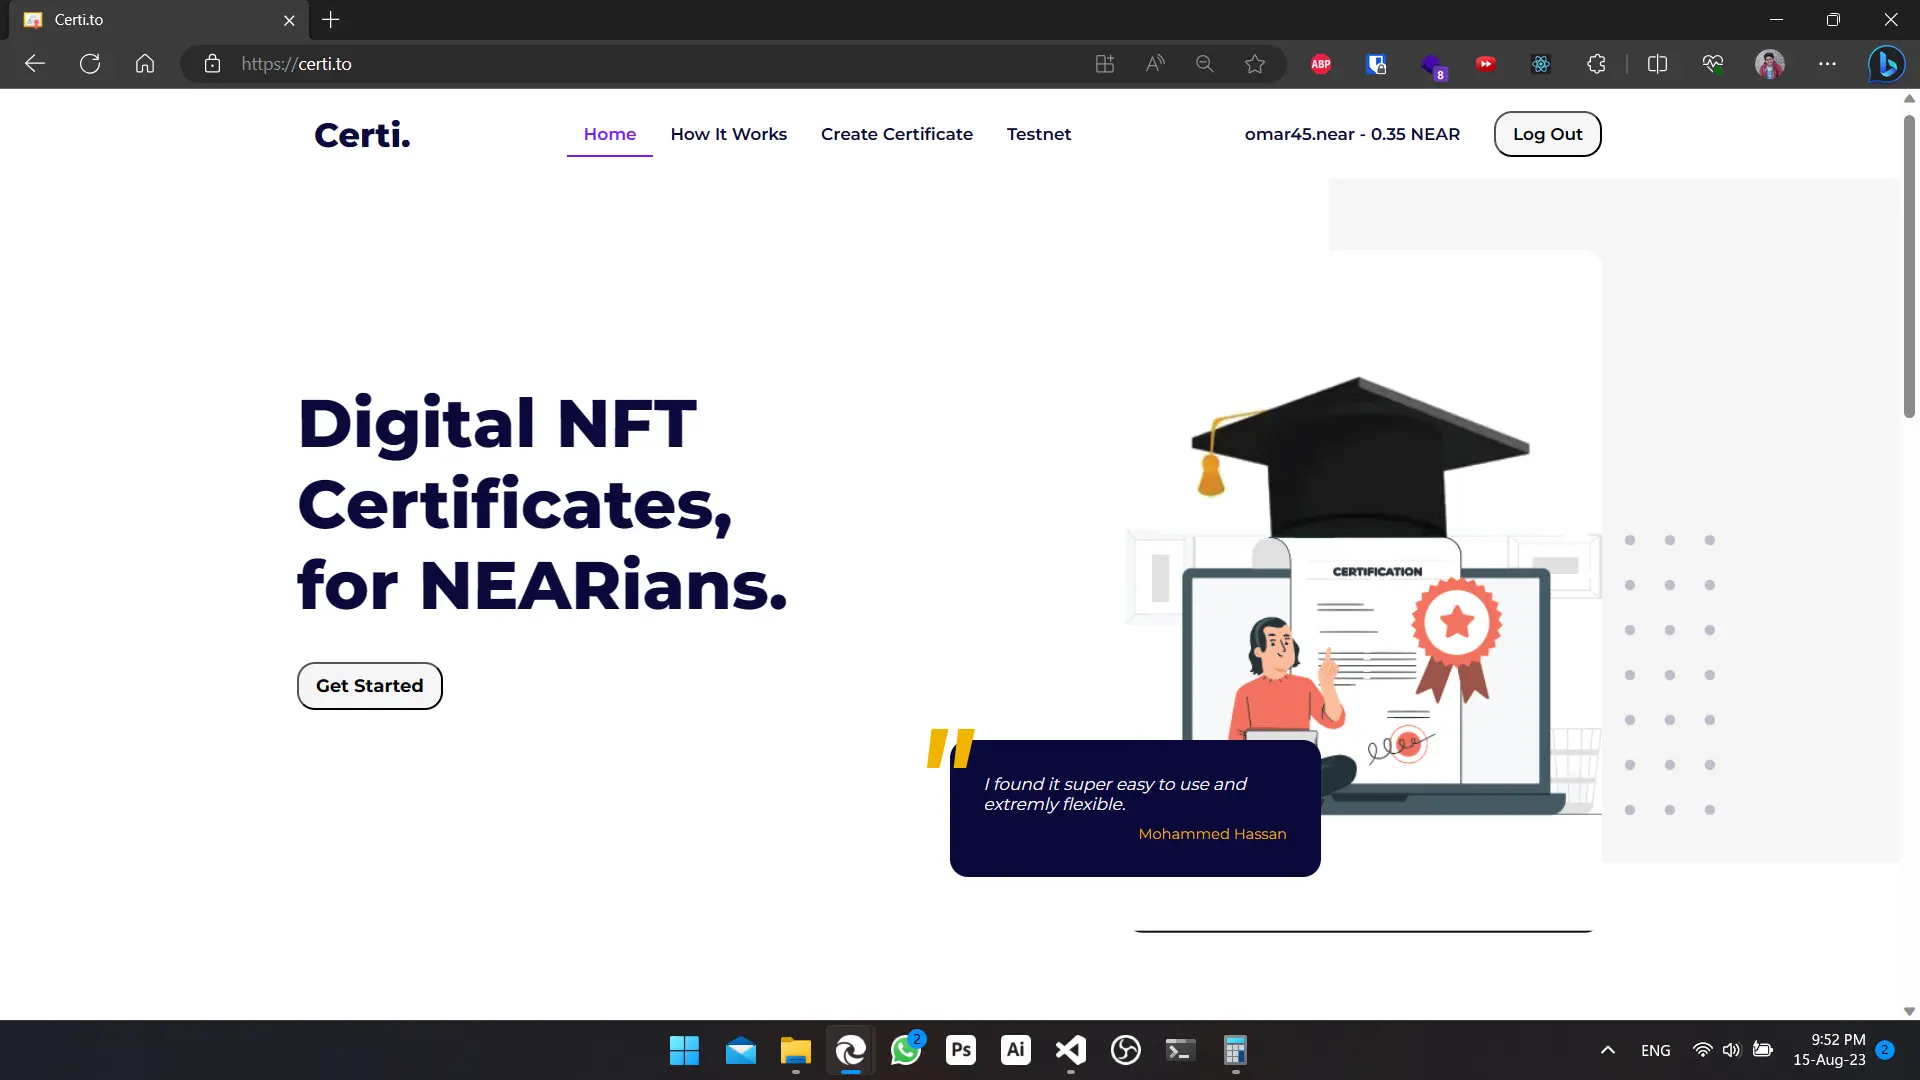 Certi.to
https://certi.to
ABP
8
Certi.
Home
How It Works
Create Certificate
Testnet
omar45.near - 0.35 NEAR
Log Out
Digital NFT
Certificates,
for NEARians.
Get Started
CERTIFICATION
"
I found it super easy to use and
extremly flexible.
Mohammed Hassan
2
Ps
Ai
ENG
9:52 PM
15-Aug-23
2